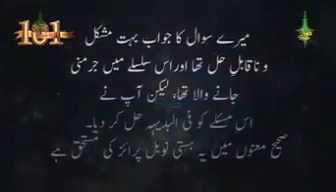 101
میرے سوال کا جواب بہت مشکل
و ناقابلِ حل تھا اور اس سلسلے میں جرمنی
جانے والا تھا، لیکن آپ نے
اس مسئلے کو فی البدیہہ حل کر دیا۔
صحیح معنوں میں یہ ہستی نوبل پرائز کی مستحق ہے